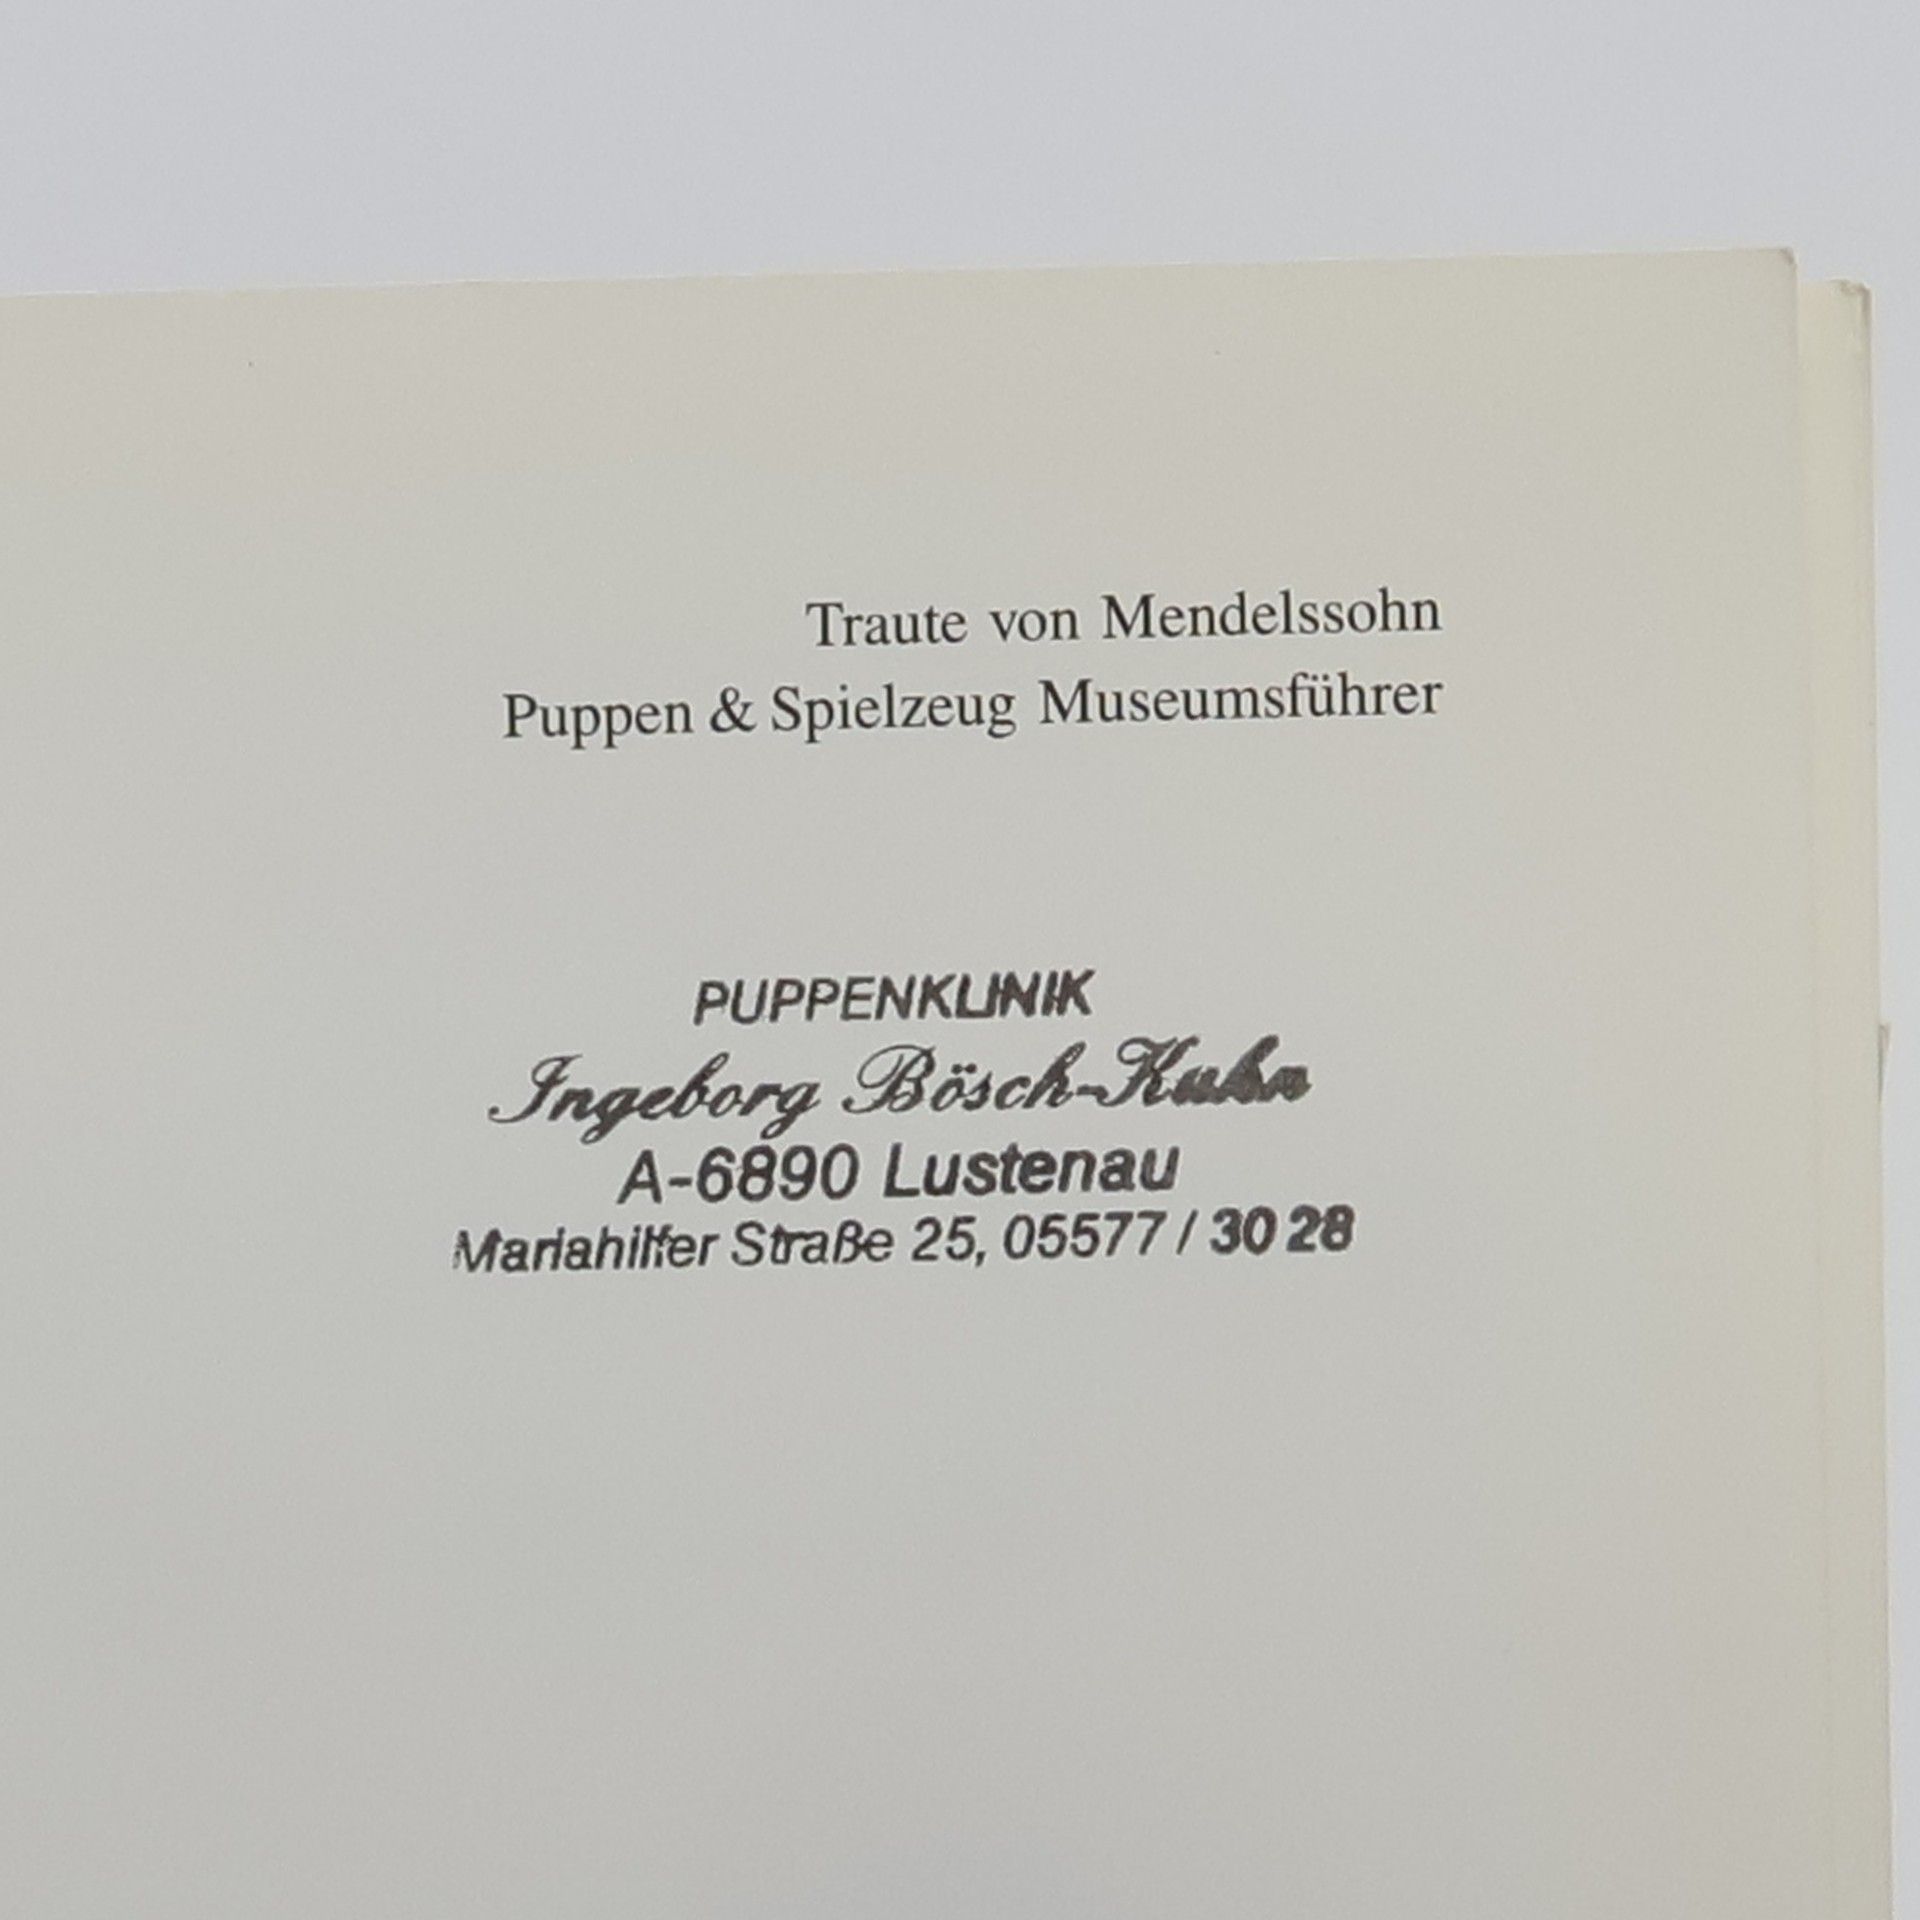 Traute von Mendelssohn
Puppen & Spielzeug Museumsführer
PUPPENKLINIK
Ingeborg Bösch-Kuhn
A-6890 Lustenau
Mariahilfer Straße 25, 05577 / 30 28